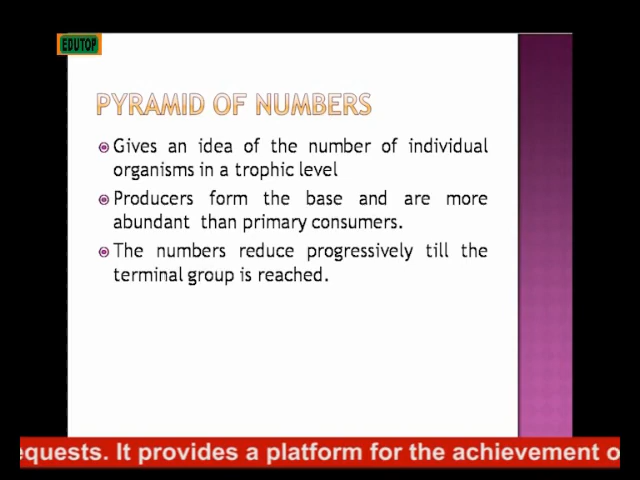 EDUTOP
PYRAMID OF NUMBERS
Gives an idea of the number of individual
organisms in a trophic level
Producers form the base and are more
abundant than primary consumers.
The numbers reduce progressively till the
terminal group is reached.
equests. It provides a platform for the achievement o